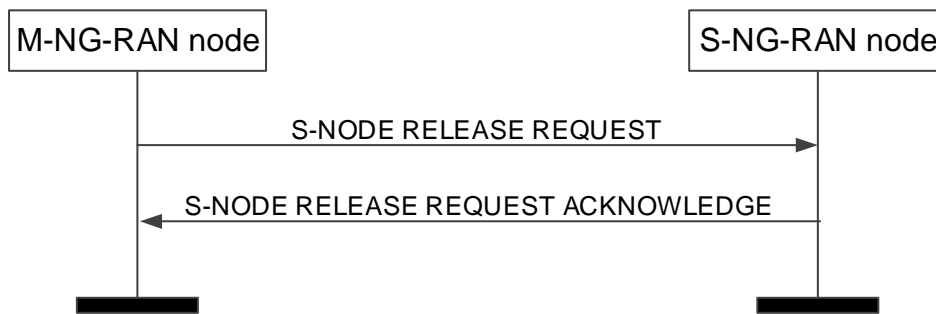 M-NG-RAN node
S-NG-RAN node
S-NODE RELEASE REQUEST
S-NODE RELEASE REQUEST ACKNOWLEDGE